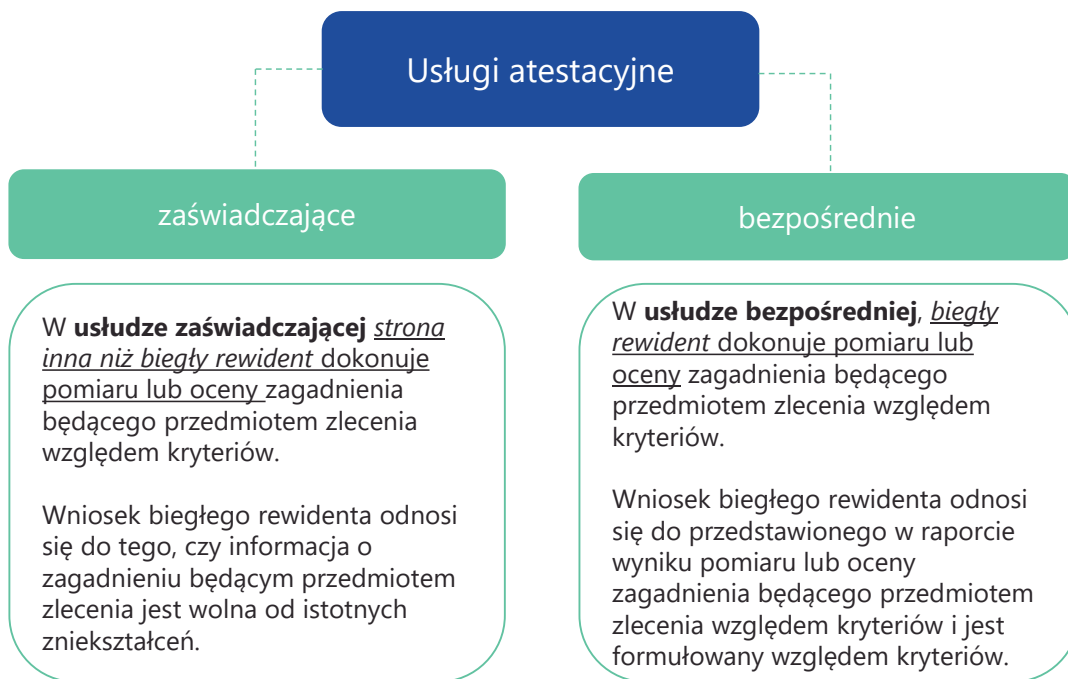 Usługi atestacyjne
zaświadczające
bezpośrednie
W usłudze zaświadczającej strona
inna niż biegły rewident dokonuje
pomiaru lub oceny zagadnienia
będącego przedmiotem zlecenia
względem kryteriów.
Wniosek biegłego rewidenta odnosi
się do tego, czy informacja o
zagadnieniu będącym przedmiotem
zlecenia jest wolna od istotnych
zniekształceń.
W usłudze bezpośredniej, biegły
rewident dokonuje pomiaru lub
oceny zagadnienia będącego
przedmiotem zlecenia względem
kryteriów.
Wniosek biegłego rewidenta odnosi
się do przedstawionego w raporcie
wyniku pomiaru lub oceny
zagadnienia będącego przedmiotem
zlecenia względem kryteriów i jest
formułowany względem kryteriów.